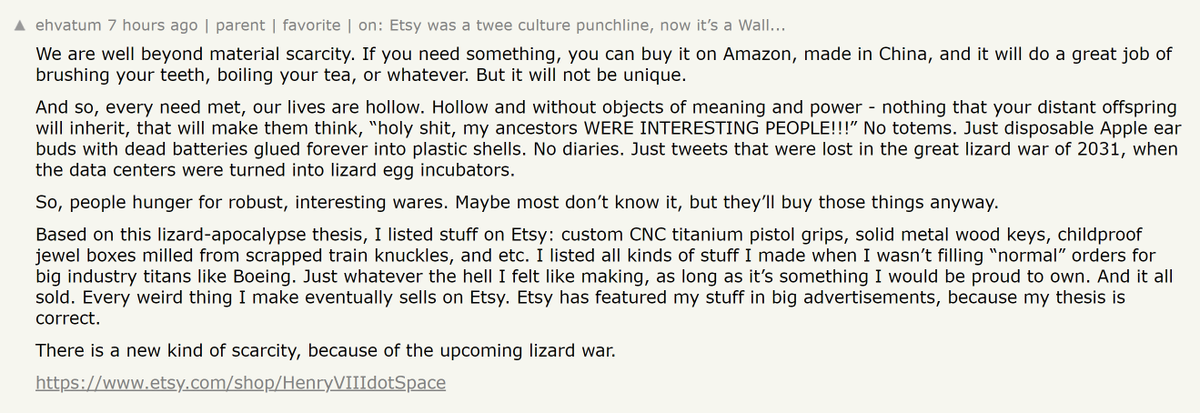 ▲ ehvatum 7 hours ago | parent | favorite | on: Etsy was a twee culture punchline, now it’s a Wall...
We are well beyond material scarcity. If you need something, you can buy it on Amazon, made in China, and it will do a great job of
brushing your teeth, boiling your tea, or whatever. But it will not be unique.
And so, every need met, our lives are hollow. Hollow and without objects of meaning and power - nothing that your distant offspring
will inherit, that will make them think, “holy shit, my ancestors WERE INTERESTING PEOPLE!!!” No totems. Just disposable Apple ear
buds with dead batteries glued forever into plastic shells. No diaries. Just tweets that were lost in the great lizard war of 2031, when
the data centers were turned into lizard egg incubators.
So, people hunger for robust, interesting wares. Maybe most don’t know it, but they’ll buy those things anyway.
Based on this lizard-apocalypse thesis, I listed stuff on Etsy: custom CNC titanium pistol grips, solid metal wood keys, childproof
jewel boxes milled from scrapped train knuckles, and etc. I listed all kinds of stuff I made when I wasn’t filling “normal” orders for
big industry titans like Boeing. Just whatever the hell I felt like making, as long as it’s something I would be proud to own. And it all
sold. Every weird thing I make eventually sells on Etsy. Etsy has featured my stuff in big advertisements, because my thesis is
correct.
There is a new kind of scarcity, because of the upcoming lizard war.
https://www.etsy.com/shop/HenryVIIIdotSpace